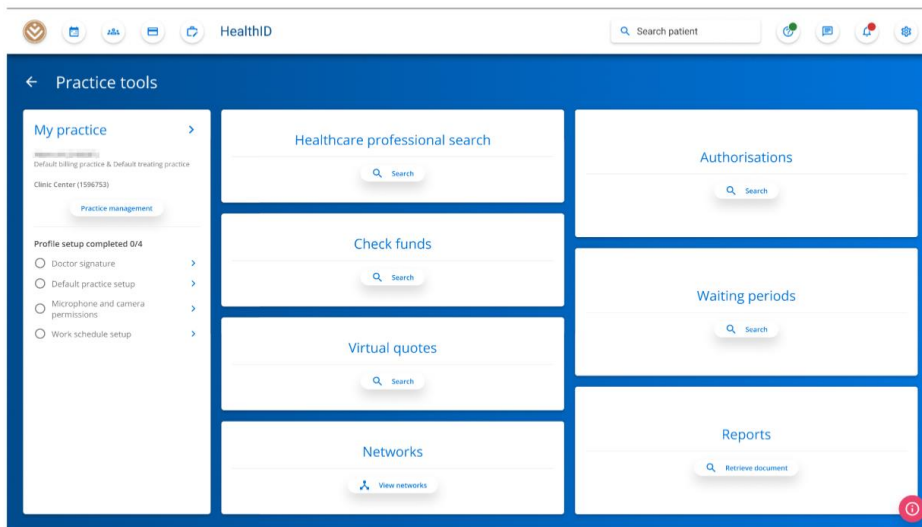 HealthID
Search patient
Practice tools
My practice
Default billing practice & Default treating practice
Clinic Center (1596753)
Practice management
Profile setup completed 0/4
Doctor signature
Default practice setup
Microphone and camera
permissions
Work schedule setup
Healthcare professional search
Search
Check funds
Search
Virtual quotes
Search
Networks
View networks
Authorisations
Search
Waiting periods
Search
Reports
Retrieve document